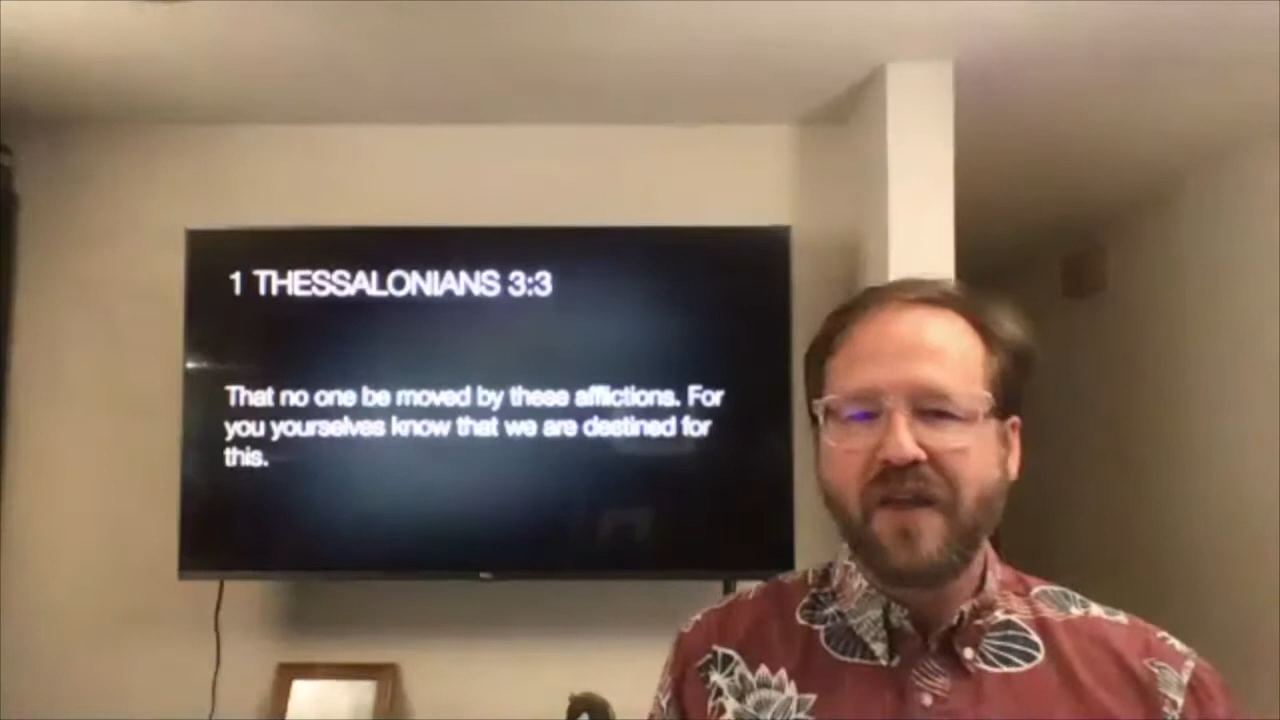 1 THESSALONIANS 3:3
That no one be moved by these afflictions. For
you yourselves know that we are destined for
this.